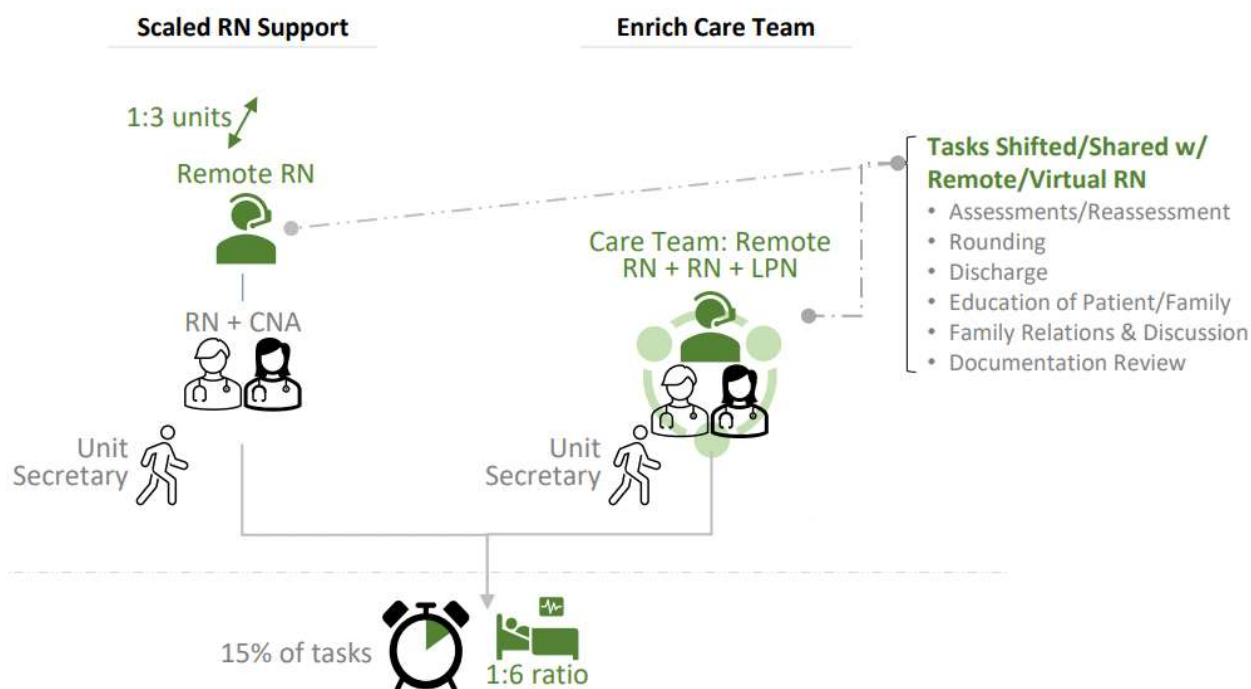 Scaled RN Support
Enrich Care Team
1:3 units
Remote RN
RN + CNA
Unit
Secretary
Care Team: Remote
RN + RN + LPN
Unit
Secretary
Tasks Shifted/Shared w/
Remote/Virtual RN
• Assessments/Reassessment
• Rounding
• Discharge
• Education of Patient/Family
• Family Relations & Discussion
• Documentation Review
15% of tasks
1:6 ratio